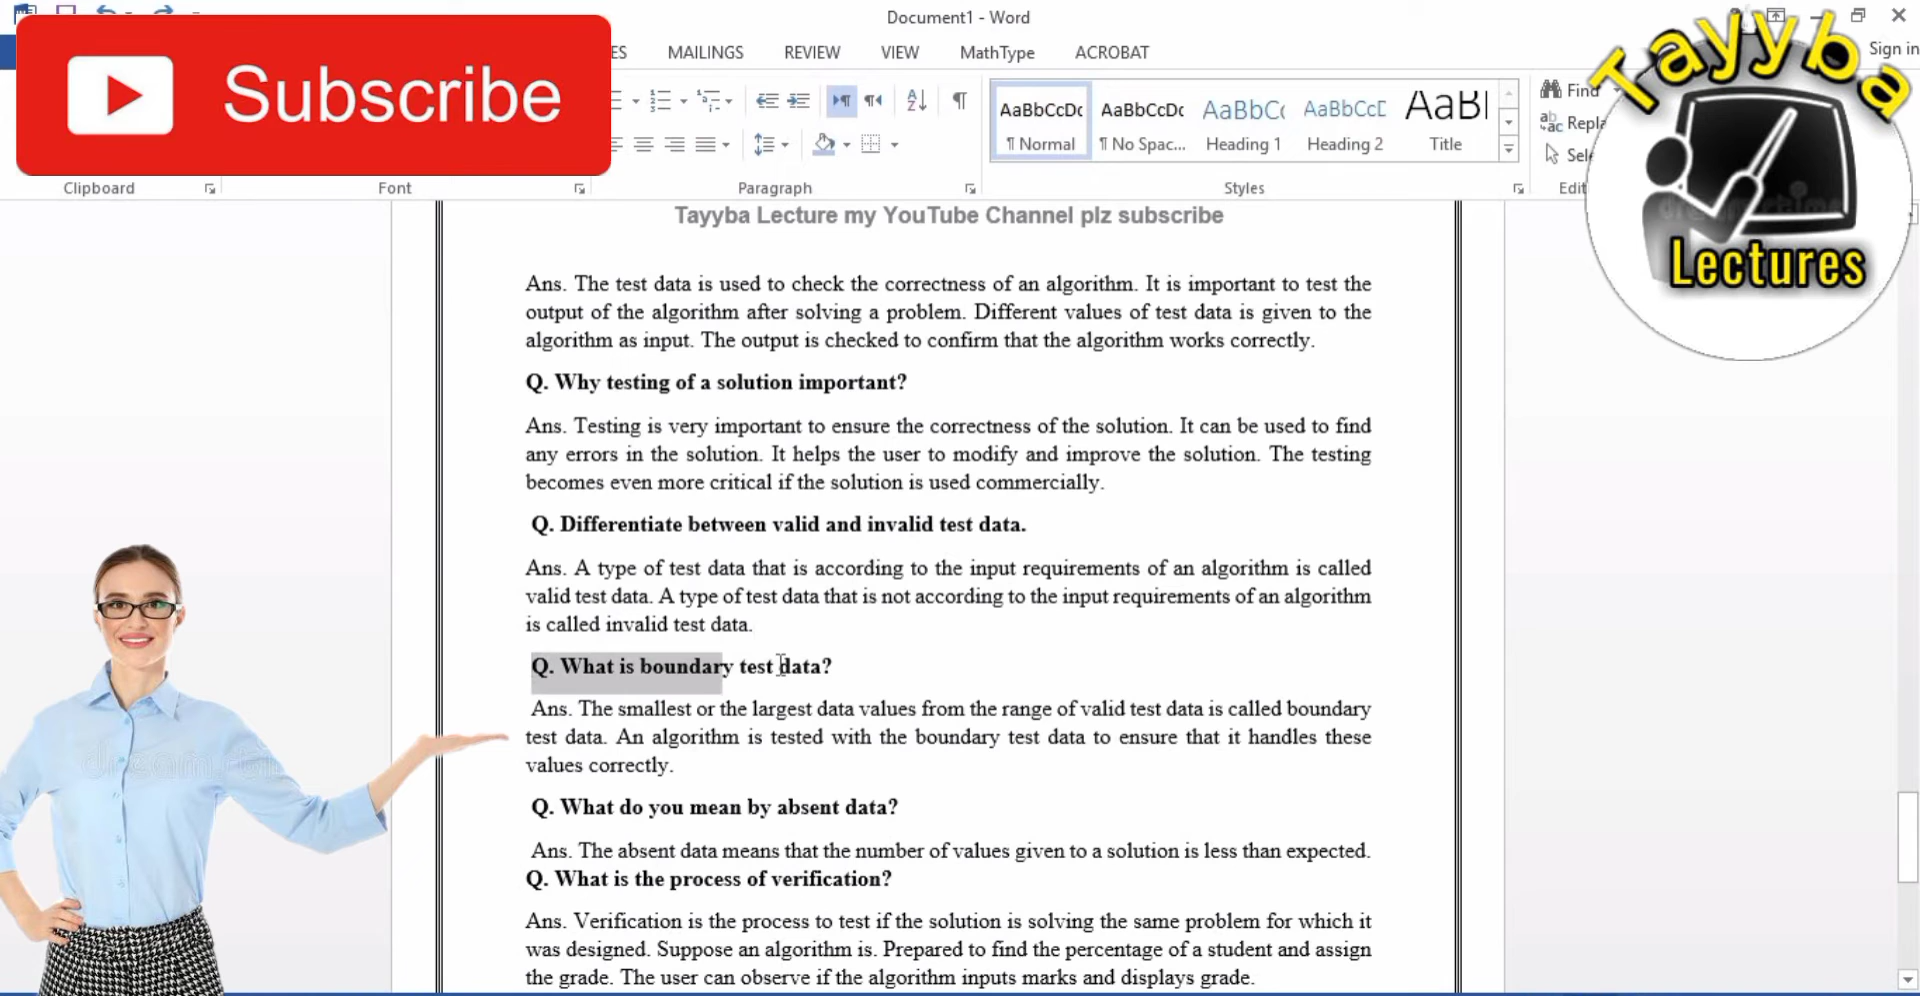 Document1 - Word
Subscribe
ES MAILINGS REVIEW VIEW MathType ACROBAT
Sign in
AaBbCcDc AaBbCcDc AaBbC AaBbCcD AaB
¶ Normal ¶ No Spac... Heading 1 Heading 2 Title
Find
Repla
Sel
Clipboard Font Paragraph Styles Edit
Tayyba
Lectures
Tayyba Lecture my YouTube Channel plz subscribe
Ans. The test data is used to check the correctness of an algorithm. It is important to test the
output of the algorithm after solving a problem. Different values of test data is given to the
algorithm as input. The output is checked to confirm that the algorithm works correctly.
Q. Why testing of a solution important?
Ans. Testing is very important to ensure the correctness of the solution. It can be used to find
any errors in the solution. It helps the user to modify and improve the solution. The testing
becomes even more critical if the solution is used commercially.
Q. Differentiate between valid and invalid test data.
Ans. A type of test data that is according to the input requirements of an algorithm is called
valid test data. A type of test data that is not according to the input requirements of an algorithm
is called invalid test data.
Q. What is boundary test data?
Ans. The smallest or the largest data values from the range of valid test data is called boundary
test data. An algorithm is tested with the boundary test data to ensure that it handles these
values correctly.
Q. What do you mean by absent data?
Ans. The absent data means that the number of values given to a solution is less than expected.
Q. What is the process of verification?
Ans. Verification is the process to test if the solution is solving the same problem for which it
was designed. Suppose an algorithm is. Prepared to find the percentage of a student and assign
the grade. The user can observe if the algorithm inputs marks and displays grade.